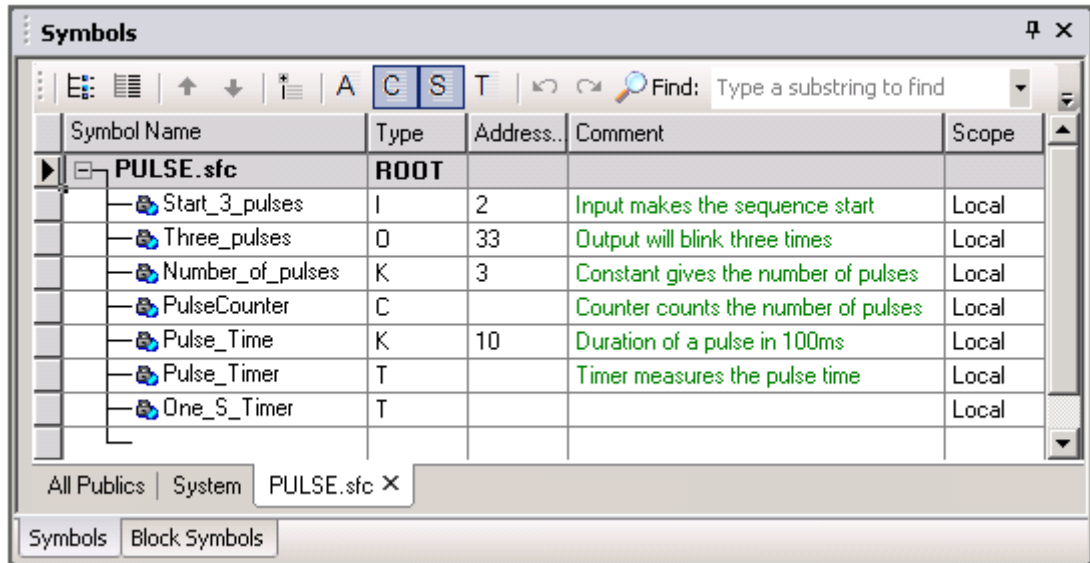 Symbols
A C S T Find: Type a substring to find
Symbol Name Type Address... Comment Scope
PULSE.sfc ROOT
Start_3_pulses I 2 Input makes the sequence start Local
Three_pulses O 33 Output will blink three times Local
Number_of_pulses K 3 Constant gives the number of pulses Local
PulseCounter C Counter counts the number of pulses Local
Pulse_Time K 10 Duration of a pulse in 100ms Local
Pulse_Timer T Timer measures the pulse time Local
One_S_Timer T Local
All Publics System PULSE.sfc
Symbols Block Symbols